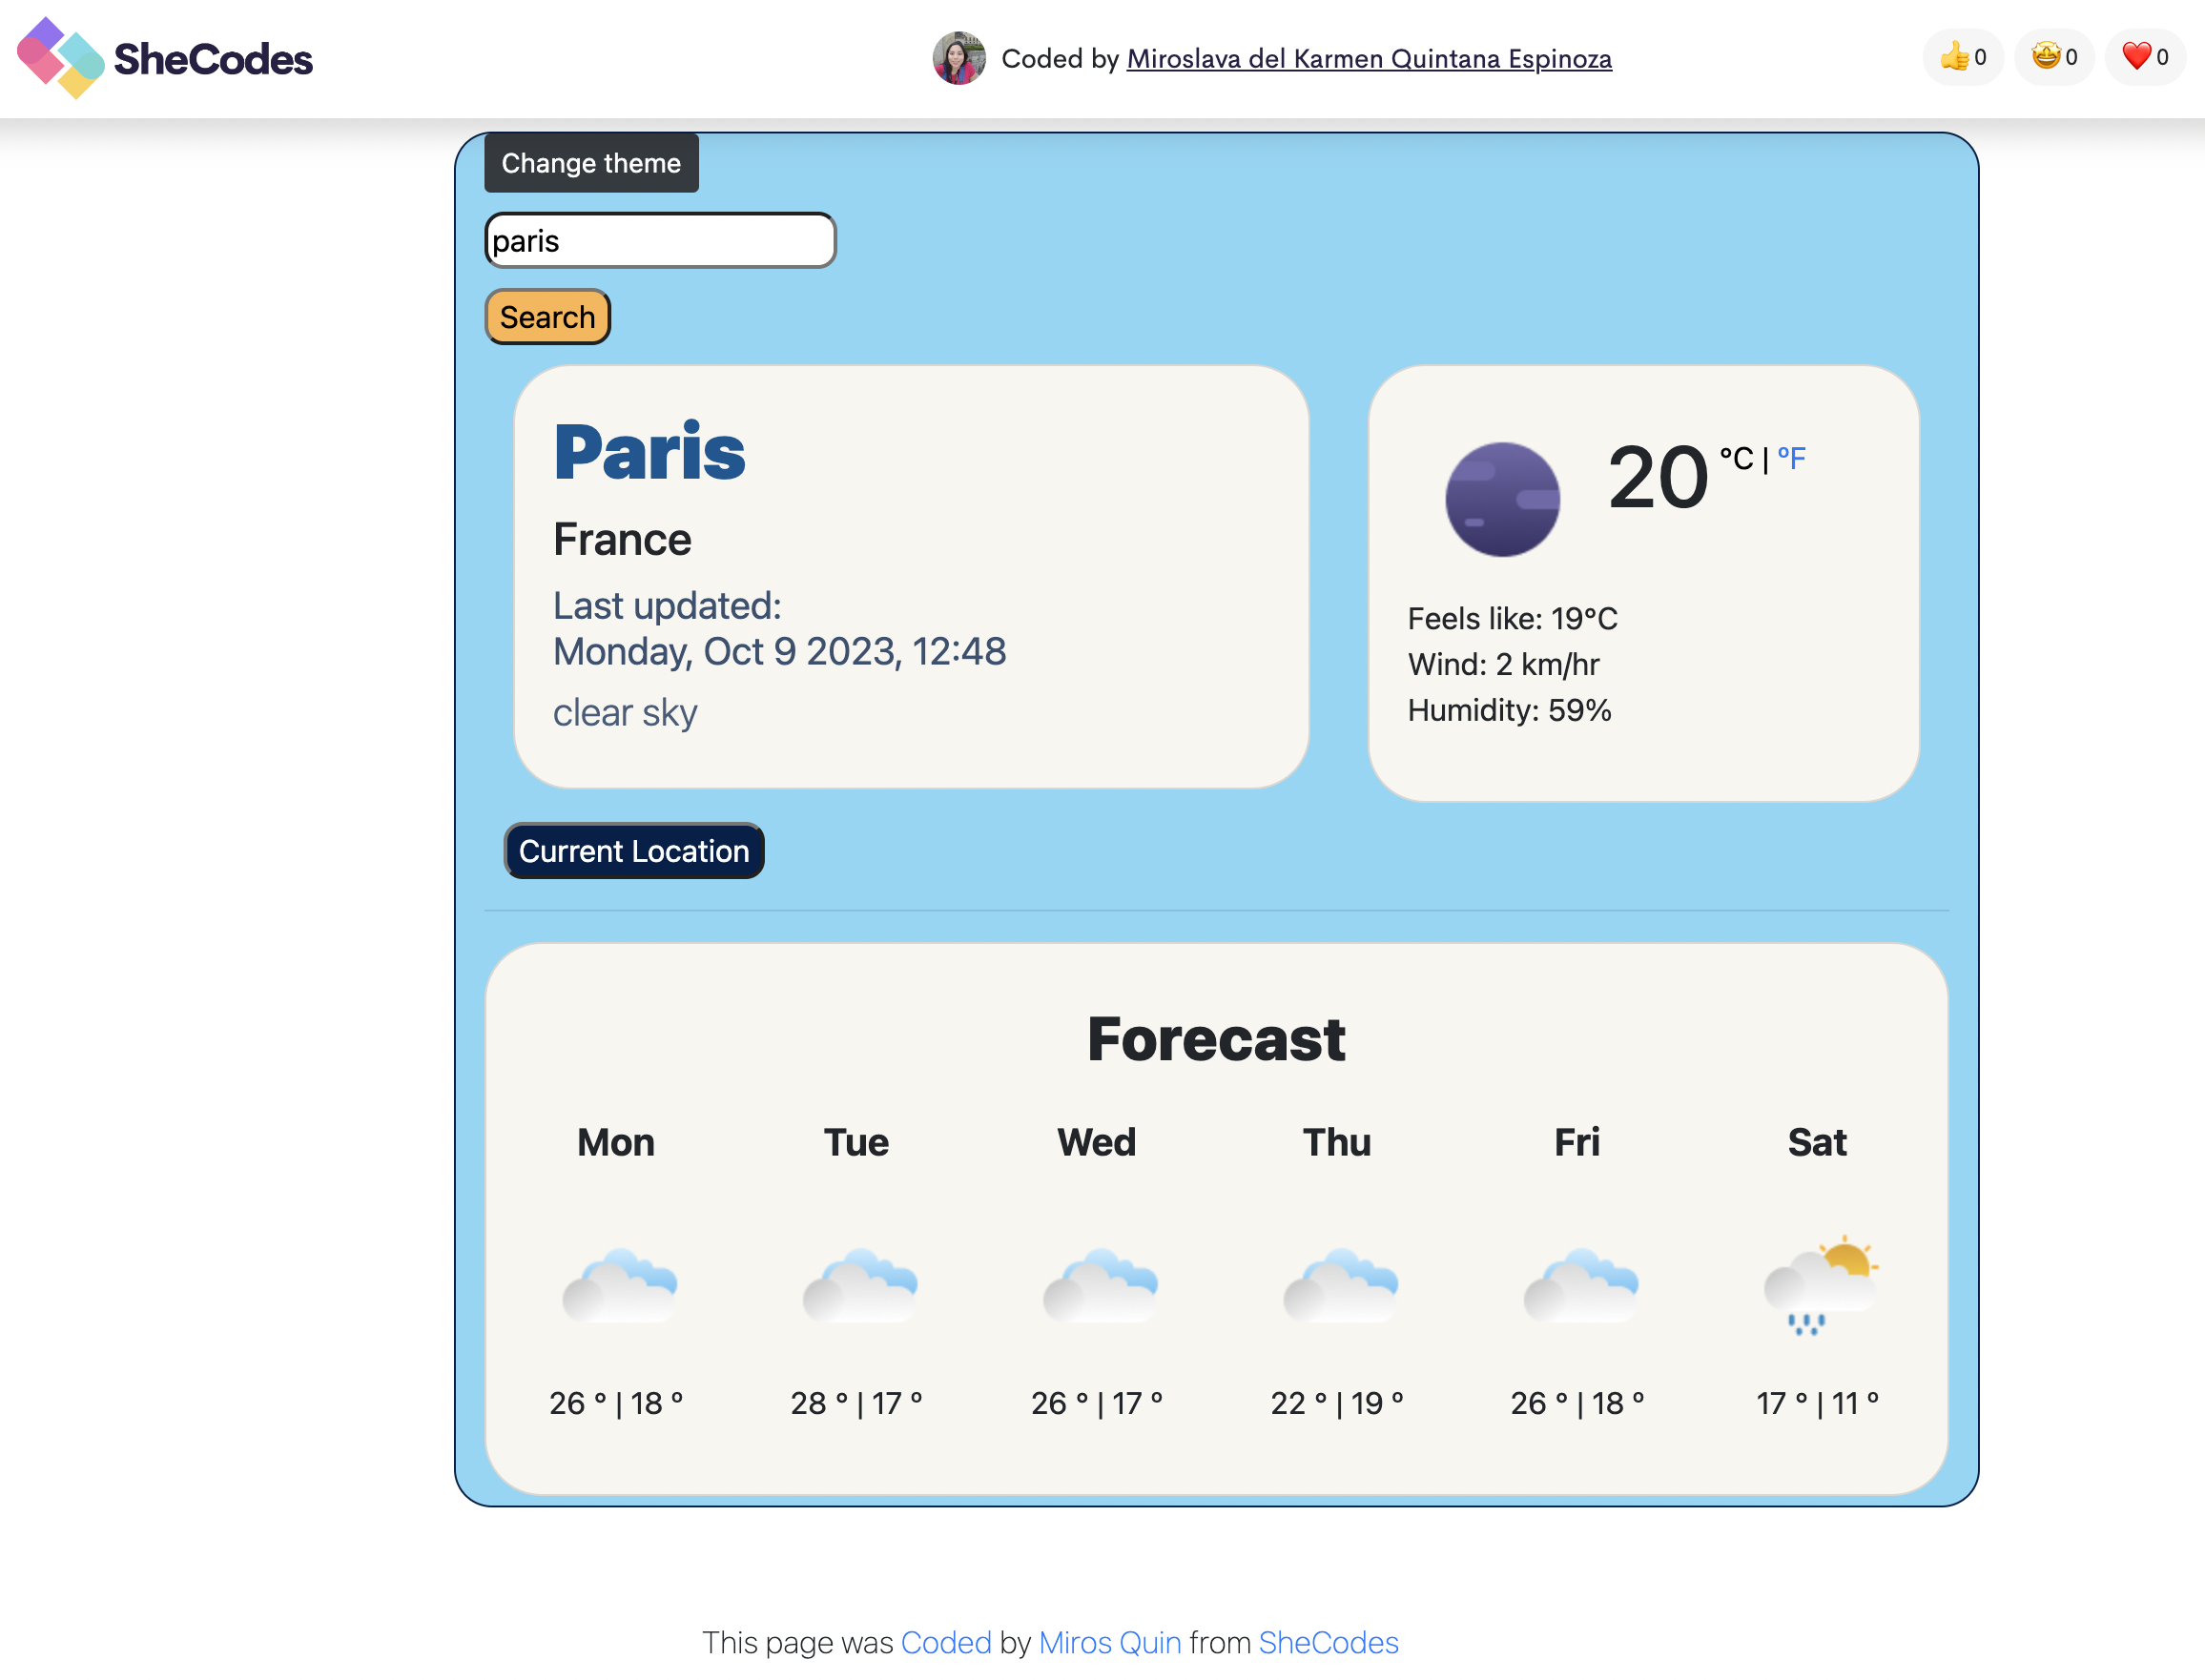 SheCodes
Coded by Miroslava del Karmen Quintana Espinoza
👍 0 🤩 0 ❤️ 0
Change theme
paris
Search
Paris
France
Last updated:
Monday, Oct 9 2023, 12:48
clear sky
20 °C | °F
Feels like: 19°C
Wind: 2 km/hr
Humidity: 59%
Current Location
Forecast
Mon Tue Wed Thu Fri Sat
26 ° | 18 ° 28 ° | 17 ° 26 ° | 17 ° 22 ° | 19 ° 26 ° | 18 ° 17 ° | 11 °
This page was Coded by Miros Quin from SheCodes